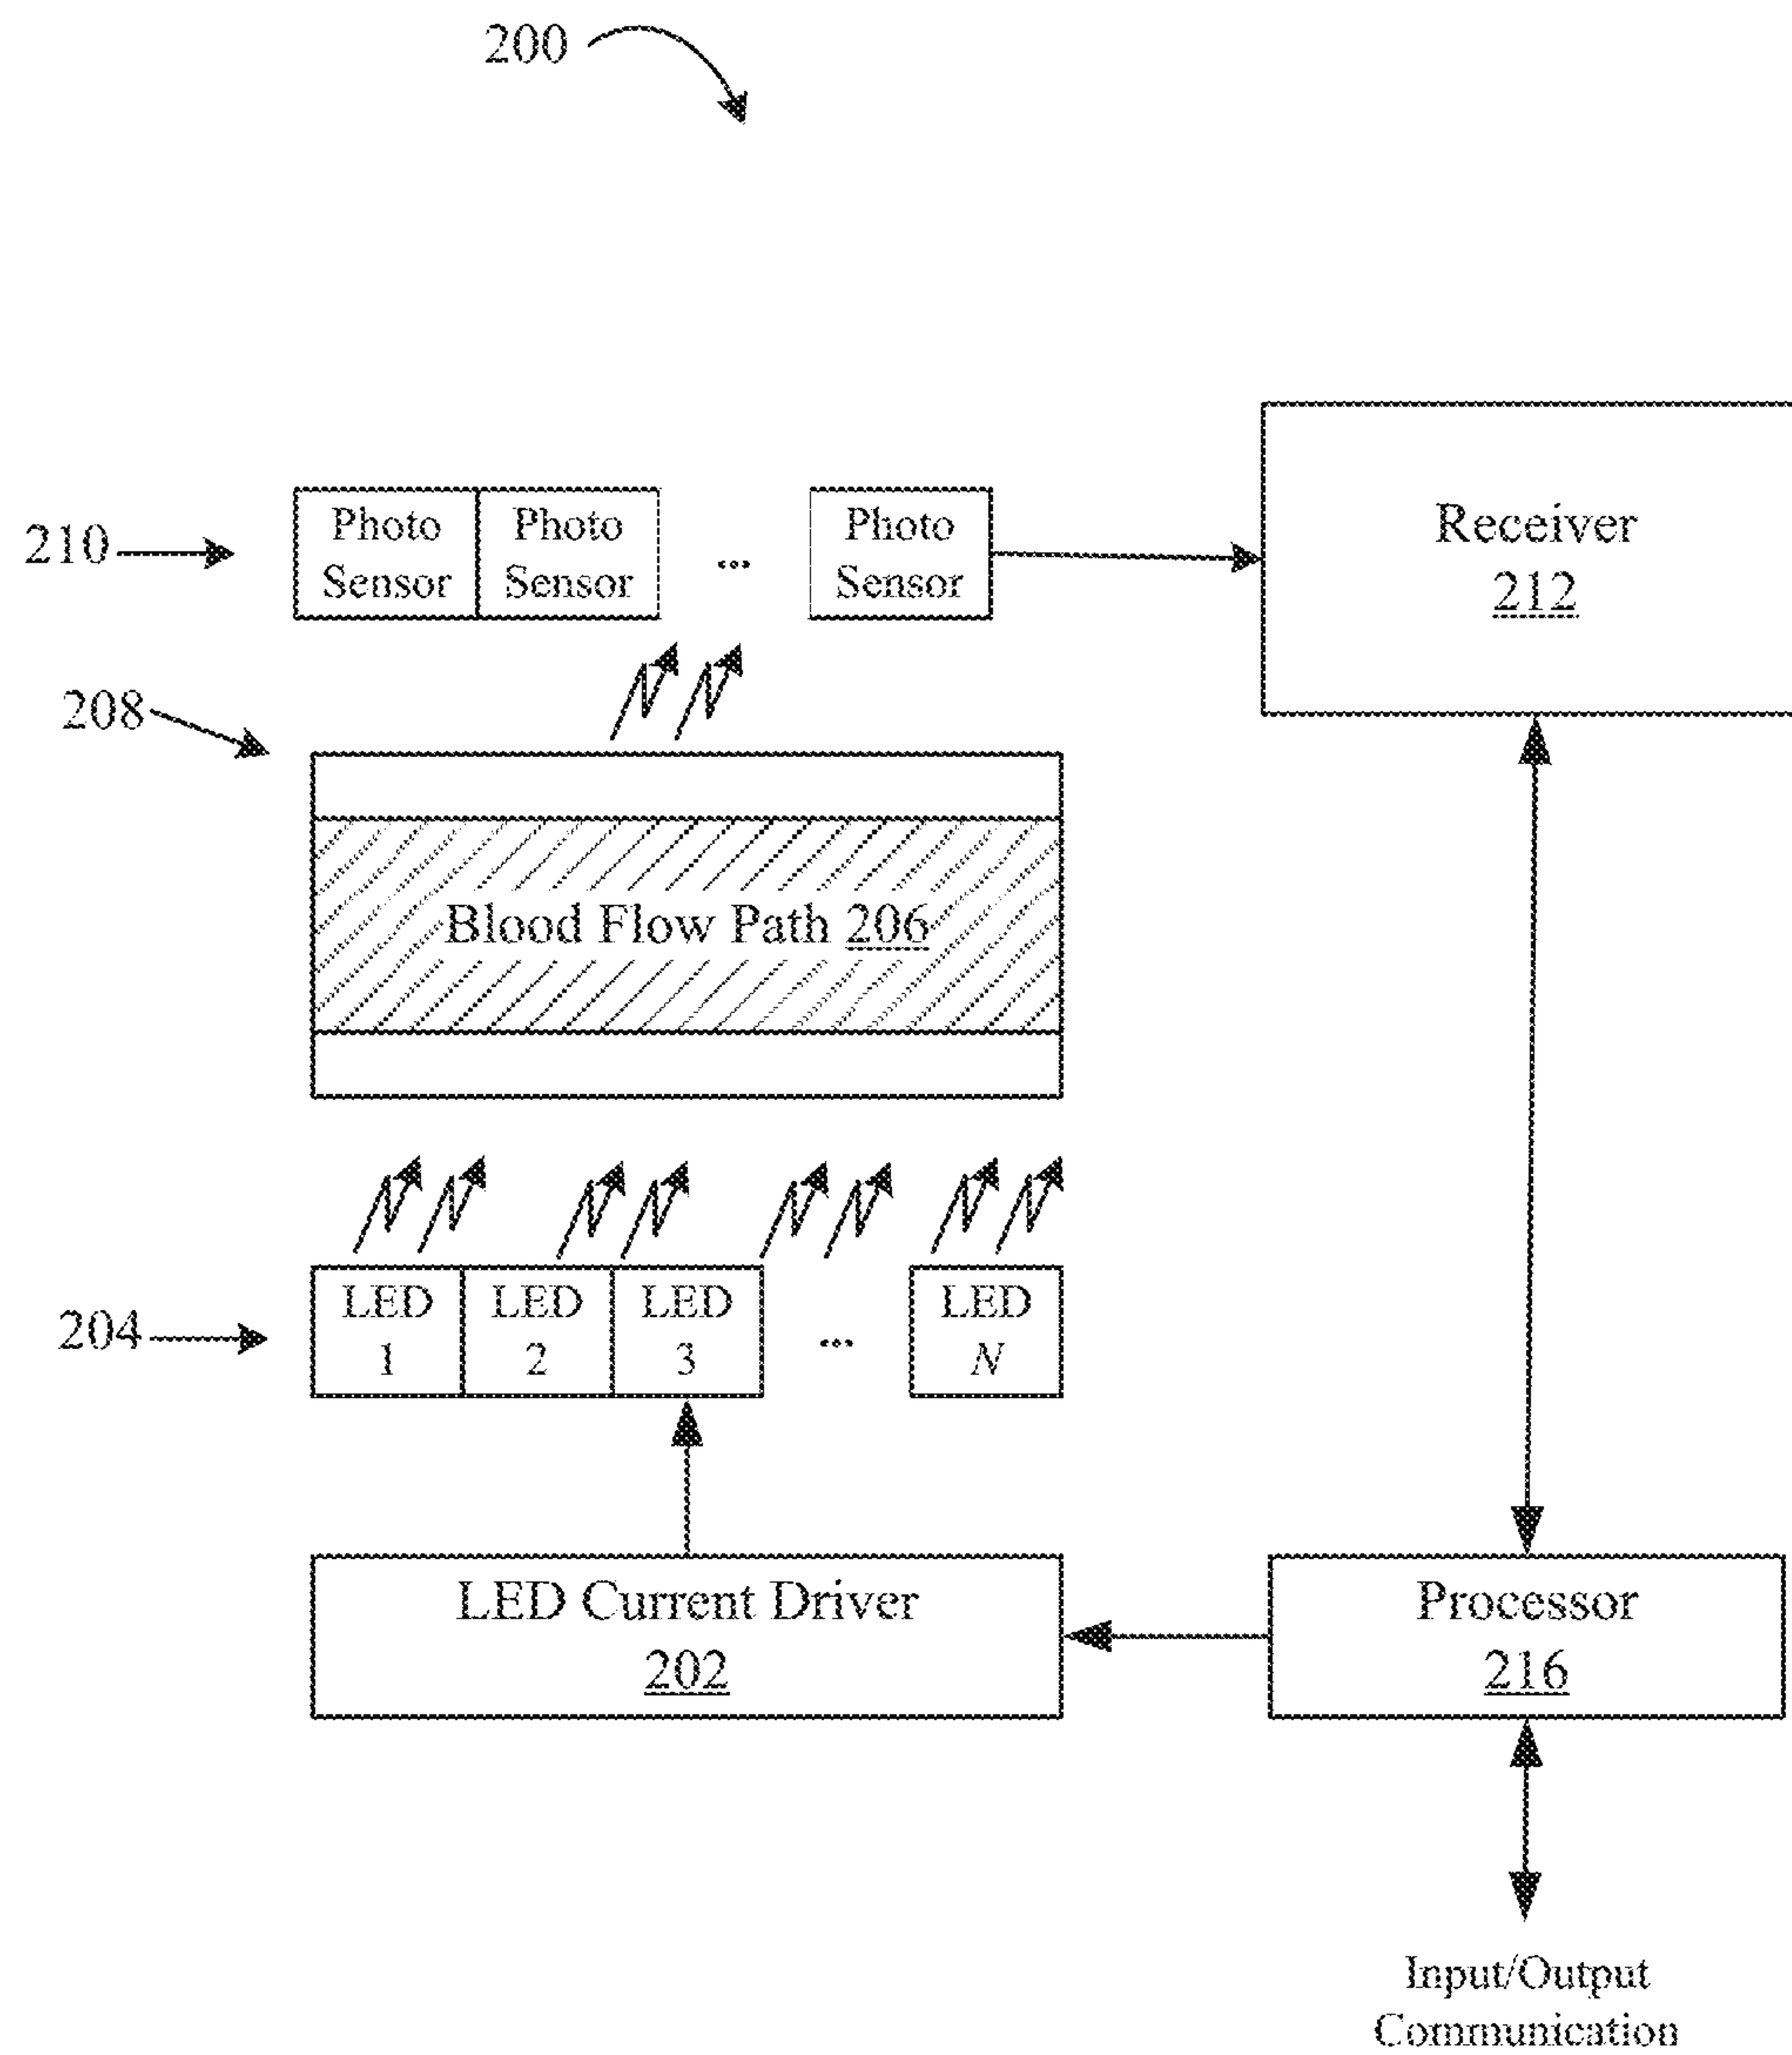 200
210
Photo
Sensor
Photo
Sensor
...
Photo
Sensor
Receiver
212
208
Blood Flow Path 206
204
LED
1
LED
2
LED
3
...
LED
N
LED Current Driver
202
Processor
216
Input/Output
Communication